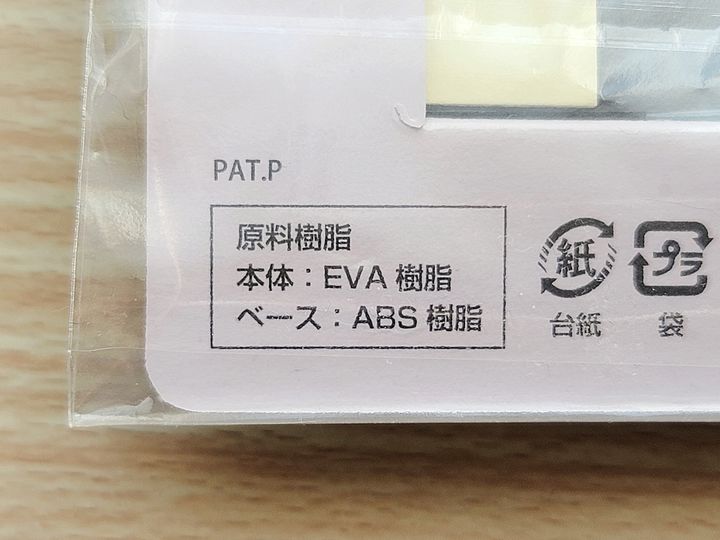 PAT.P
原料樹脂
本体：EVA 樹脂
ベース：ABS 樹脂
紙
プラ
台紙
袋